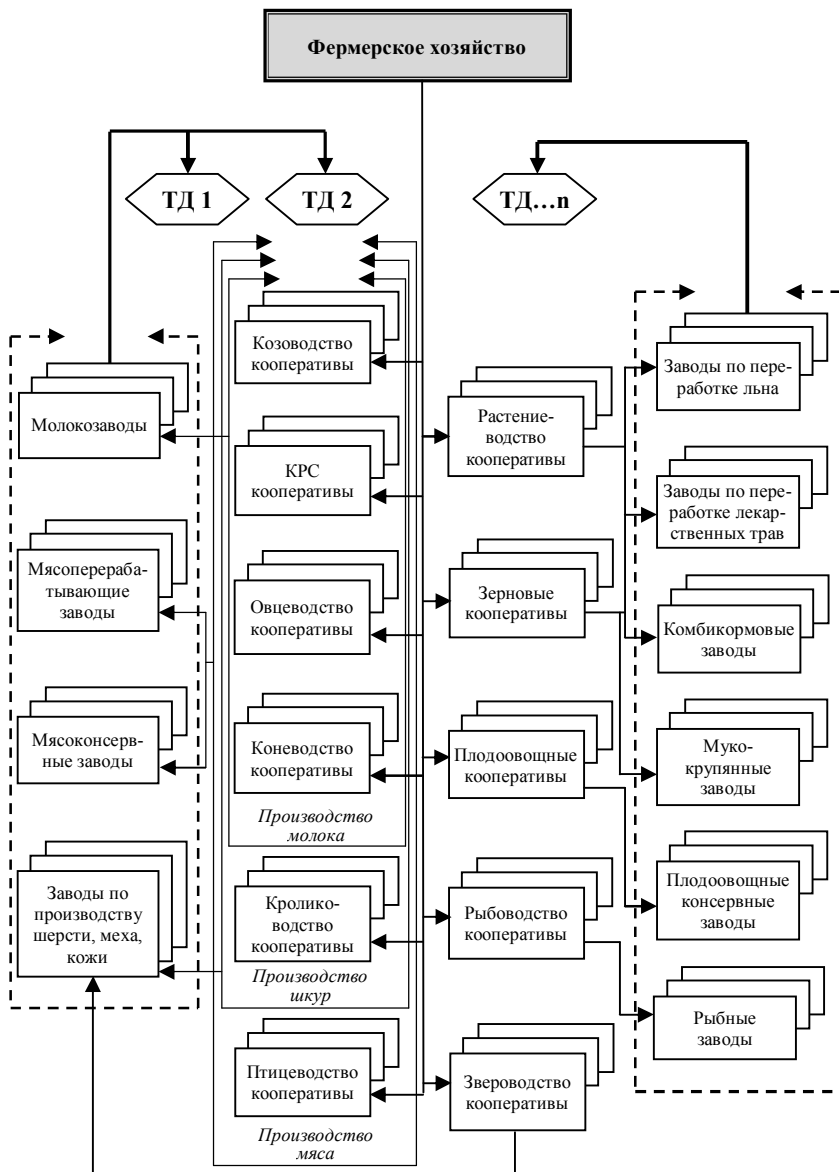 Фермерское хозяйство
ТД 1
ТД 2
ТД…n
Козоводство
кооперативы
Заводы по пере-
работке льна
Молокозаводы
Растение-
водство
кооперативы
КРС
кооперативы
Заводы по пере-
работке лекар-
ственных трав
Мясоперераба-
тывающие
заводы
Овцеводство
кооперативы
Зерновые
кооперативы
Комбикормовые
заводы
Мясоконсерв-
ные заводы
Коневодство
кооперативы
Плодоовощные
кооперативы
Муко-
крупянные
заводы
Производство
молока
Заводы по
производству
шерсти, меха,
кожи
Кролико-
водство
кооперативы
Рыбоводство
кооперативы
Плодоовощные
консервные
заводы
Производство
шкур
Рыбные
заводы
Птицеводство
кооперативы
Звероводство
кооперативы
Производство
мяса